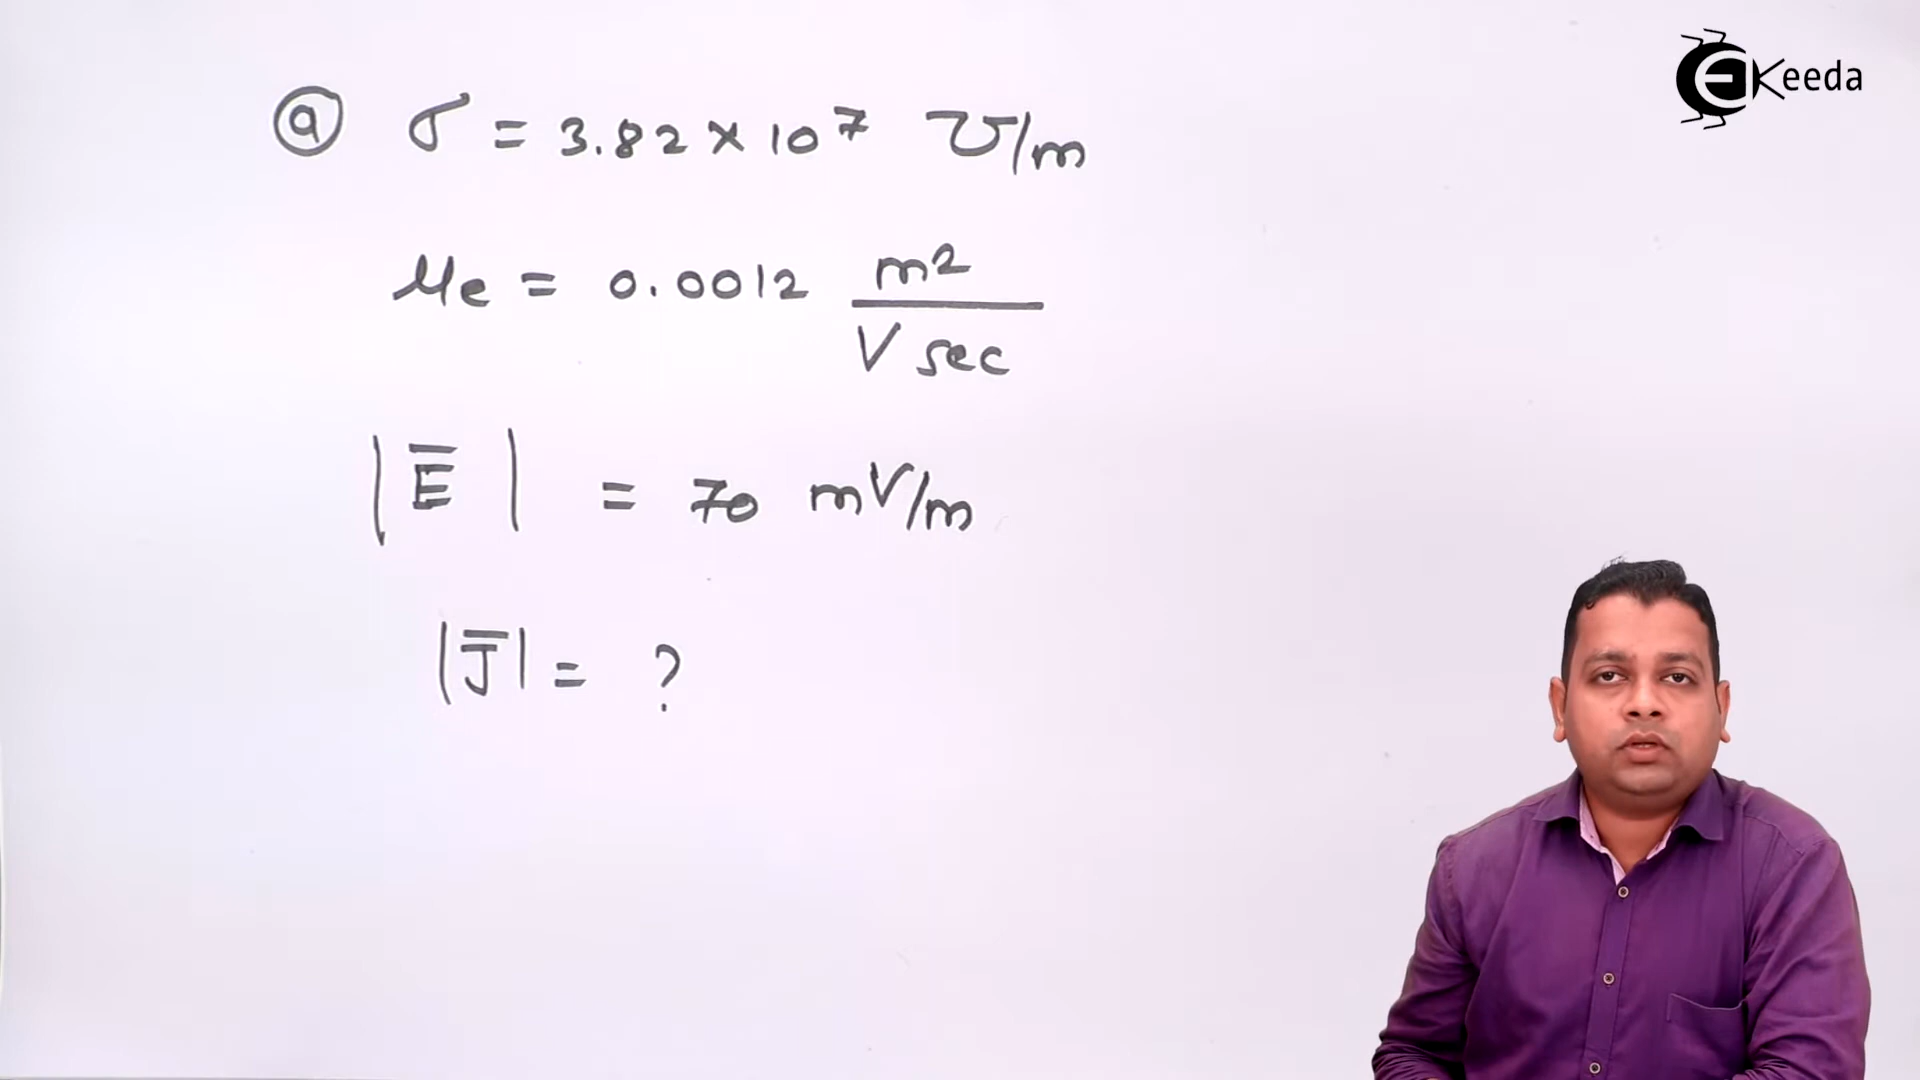 EKeeda
ⓐ σ = 3.82 × 10⁷ ℧/m
μe = 0.0012 m²/V sec
|E̅| = 70 mV/m
|J̅| = ?